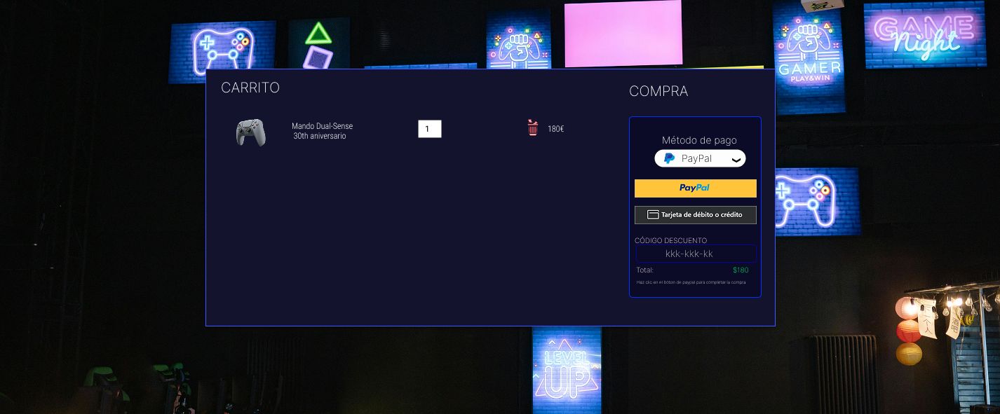 GAME
Night
GAMER
PLAY&WIN
CARRITO
Mando Dual-Sense
30th aniversario
1
180€
COMPRA
Método de pago
PayPal
PayPal
Tarjeta de débito o crédito
CÓDIGO DESCUENTO
kkk-kkk-kk
Total:
$180
Haz clic en el boton de paypal para completar la compra
LEVEL
UP